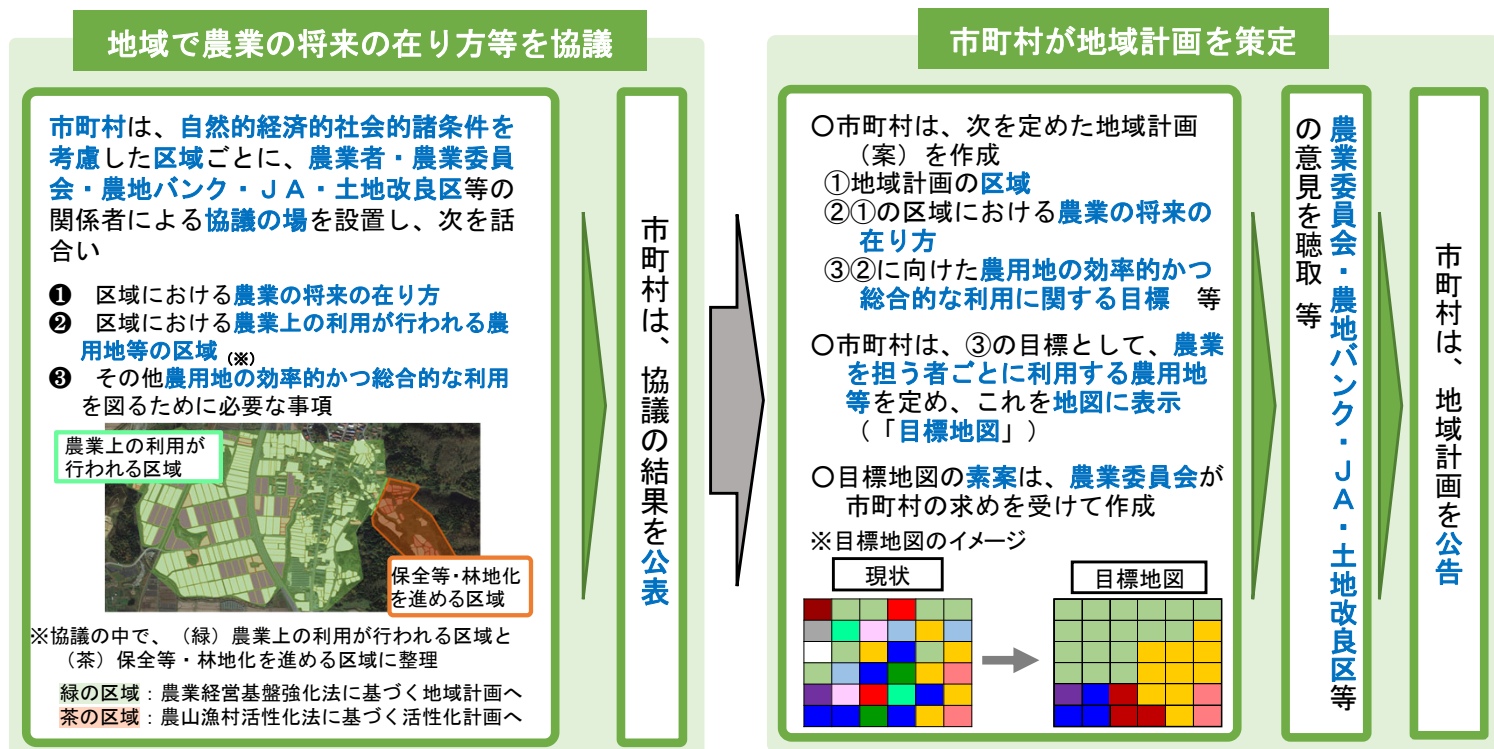 地域で農業の将来の在り方等を協議
市町村は、自然的経済的社会的諸条件を
考慮した区域ごとに、農業者・農業委員
会・農地バンク・ＪＡ・土地改良区等の
関係者による協議の場を設置し、次を話
合い
❶　区域における農業の将来の在り方
❷　区域における農業上の利用が行われる農
用地等の区域（※）
❸　その他農用地の効率的かつ総合的な利用
を図るために必要な事項
農業上の利用が
行われる区域
保全等・林地化
を進める区域
※協議の中で、（緑）農業上の利用が行われる区域と
（茶）保全等・林地化を進める区域に整理
緑の区域：農業経営基盤強化法に基づく地域計画へ
茶の区域：農山漁村活性化法に基づく活性化計画へ
市町村は、協議の結果を公表
市町村が地域計画を策定
〇市町村は、次を定めた地域計画
（案）を作成
①地域計画の区域
②①の区域における農業の将来の
在り方
③②に向けた農用地の効率的かつ
総合的な利用に関する目標　等
〇市町村は、③の目標として、農業
を担う者ごとに利用する農用地
等を定め、これを地図に表示
（「目標地図」）
〇目標地図の素案は、農業委員会が
市町村の求めを受けて作成
※目標地図のイメージ
現状
目標地図
農業委員会・農地バンク・ＪＡ・土地改良区等
の意見を聴取 等
市町村は、地域計画を公告